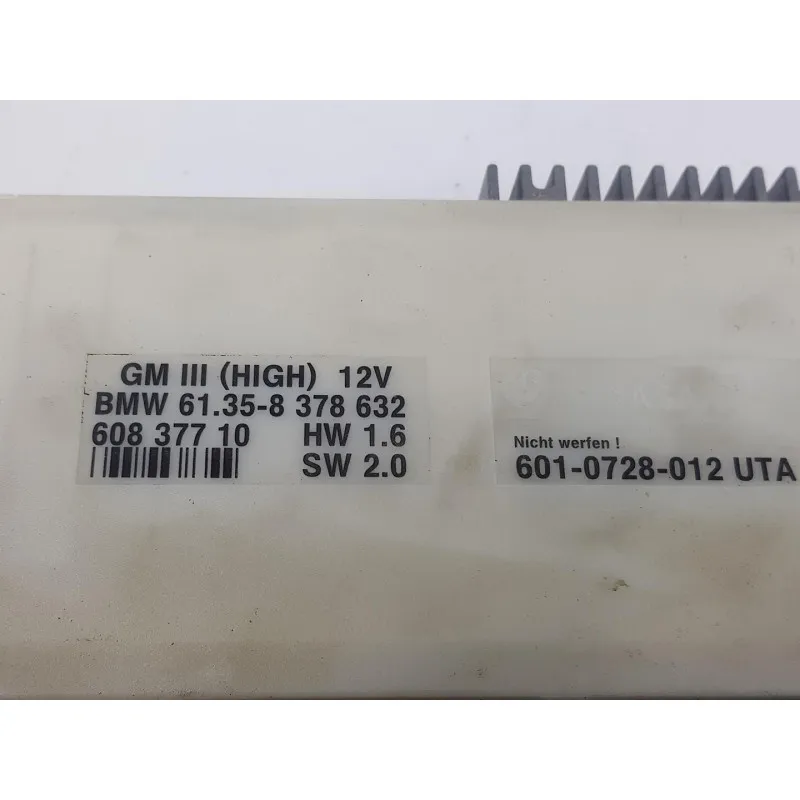 GM III (HIGH) 12V
BMW 61.35-8 378 632
608 377 10 HW 1.6
SW 2.0
Nicht werfen !
601-0728-012 UTA